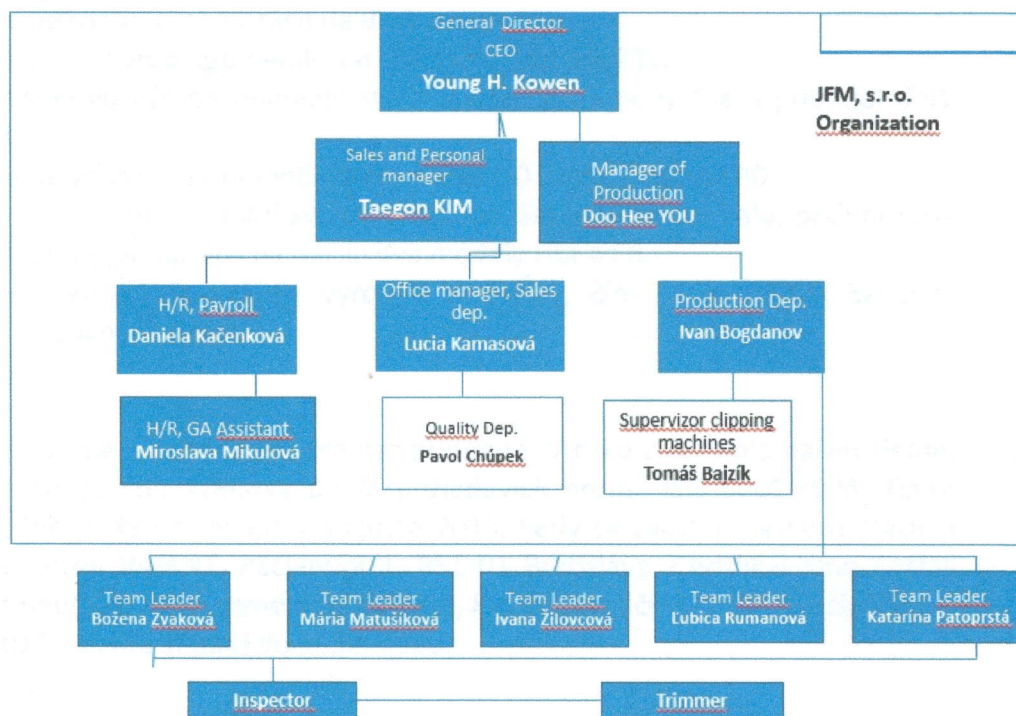 General Director
CEO
Young H. Kowen
JFM, s.r.o.
Organization
Sales and Personal
manager
Taegon KIM
Manager of
Production
Doo Hee YOU
H/R, Payroll
Daniela Kačenková
Office manager, Sales
dep.
Lucia Kamasová
Production Dep.
Ivan Bogdanov
H/R, GA Assistant
Miroslava Mikulová
Quality Dep.
Pavol Chúpek
Supervizor clipping
machines
Tomáš Bajzík
Team Leader
Božena Zvaková
Team Leader
Mária Matušíková
Team Leader
Ivana Žilovcová
Team Leader
Ľubica Rumanová
Team Leader
Katarína Patoprstá
Inspector
Trimmer